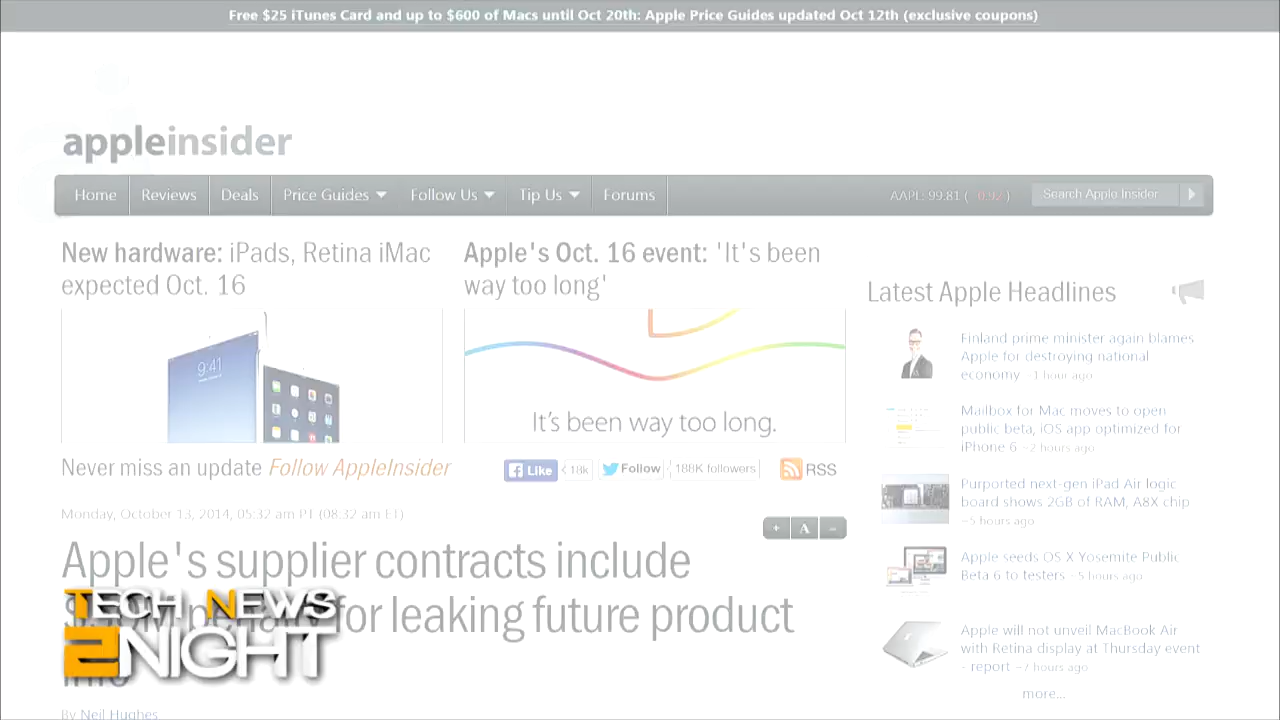 Free $25 iTunes Card and up to $600 of Macs until Oct 20th: Apple Price Guides updated Oct 12th (exclusive coupons)
appleinsider
Home Reviews Deals Price Guides Follow Us Tip Us Forums AAPL: 99.81 ( -0.92 ) Search Apple Insider
New hardware: iPads, Retina iMac
expected Oct. 16
Apple's Oct. 16 event: 'It's been
way too long'
9:41
It's been way too long.
Latest Apple Headlines
Finland prime minister again blames
Apple for destroying national
economy ~1 hour ago
Mailbox for Mac moves to open
public beta, iOS app optimized for
iPhone 6 ~2 hours ago
Purported next-gen iPad Air logic
board shows 2GB of RAM, A8X chip
~5 hours ago
Apple seeds OS X Yosemite Public
Beta 6 to testers ~5 hours ago
Apple will not unveil MacBook Air
with Retina display at Thursday event
- report ~7 hours ago
more...
Never miss an update Follow AppleInsider Like 18k Follow 188K followers RSS
Monday, October 13, 2014, 05:32 am PT (08:32 am ET)
+ A -
Apple's supplier contracts include
for leaking future product
info
By Neil Hughes
TECH NEWS
2NIGHT